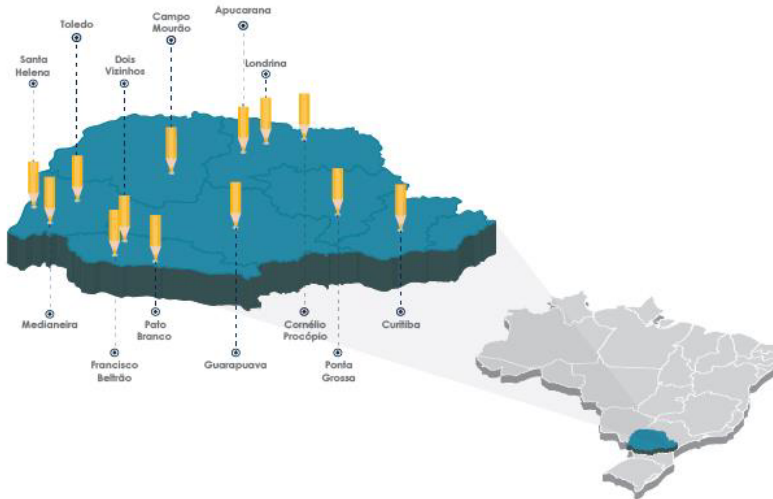 Apucarana
Campo
Mourão
Toledo
Dois
Vizinhos
Santa
Helena
Londrina
Medianeira
Pato
Branco
Cornélio
Procópio
Curitiba
Francisco
Beltrão
Guarapuava
Ponta
Grossa